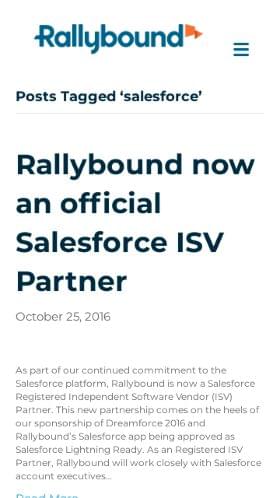 Rallybound
Posts Tagged ‘salesforce’
Rallybound now
an official
Salesforce ISV
Partner
October 25, 2016
As part of our continued commitment to the
Salesforce platform, Rallybound is now a Salesforce
Registered Independent Software Vendor (ISV)
Partner. This new partnership comes on the heels of
our sponsorship of Dreamforce 2016 and
Rallybound’s Salesforce app being approved as
Salesforce Lightning Ready. As an Registered ISV
Partner, Rallybound will work closely with Salesforce
account executives…
Read More